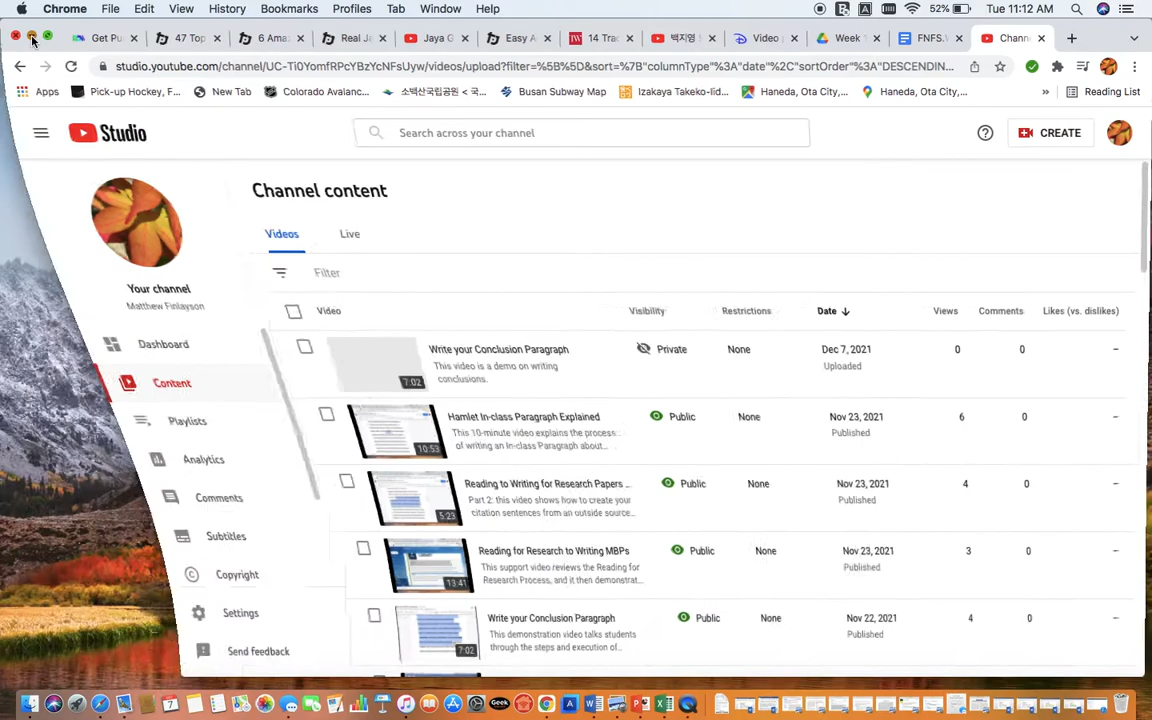 Chrome File Edit View History Bookmarks Profiles Tab Window Help 52% Tue 11:12 AM
Get Pu 47 Top 6 Ama Real Ja Jaya G Easy A 14 Tra 백지영 Video p Week FNFS.W Chann
studio.youtube.com/channel/UC-Ti0YomfRPcYBzYcNFsUyw/videos/upload?filter=%5B%5D&sort=%7B"columnType"%3A"date"%2C"sortOrder"%3A"DESCENDIN...
Apps Pick-up Hockey, F... New Tab Colorado Avalanc... 소백산국립공원 < 국... Busan Subway Map Izakaya Takeko-lid... Haneda, Ota City,... Haneda, Ota City,... » Reading List
Studio Search across your channel CREATE
Channel content
Videos Live
Filter
Your channel
Matthew Finlayson
Dashboard
Content
Playlists
Analytics
Comments
Subtitles
Copyright
Settings
Send feedback
Video Visibility Restrictions Date Views Comments Likes (vs. dislikes)
Write your Conclusion Paragraph Private None Dec 7, 2021 0 0 –
This video is a demo on writing Uploaded
conclusions.
7:02
Hamlet In-class Paragraph Explained Public None Nov 23, 2021 6 0 –
This 10-minute video explains the process Published
of writing an In-class Paragraph about...
10:53
Reading to Writing for Research Papers ... Public None Nov 23, 2021 4 0 –
Part 2: this video shows how to create your Published
citation sentences from an outside source...
5:23
Reading for Research to Writing MBPs Public None Nov 23, 2021 3 0 –
This support video reviews the Reading for Published
Research Process, and it then demonstrat...
13:41
Write your Conclusion Paragraph Public None Nov 22, 2021 4 0 –
This demonstration video talks students Published
through the steps and execution of...
7:02
Geek